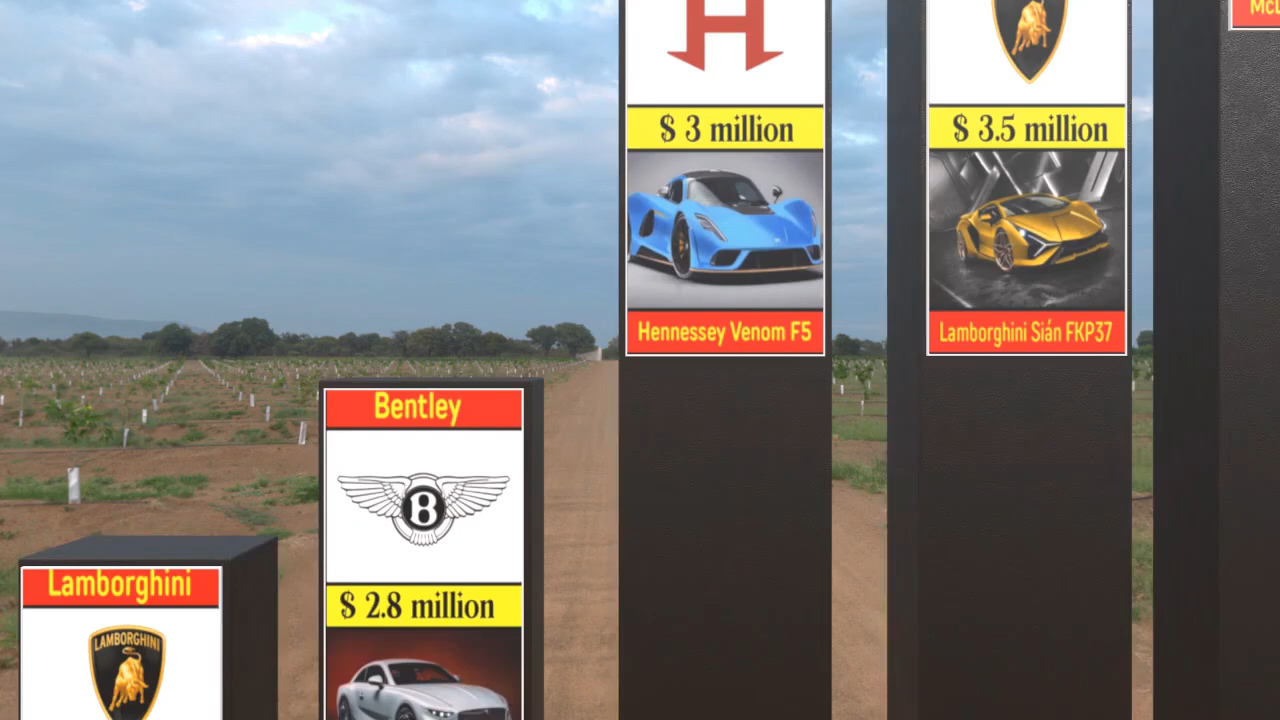 Lamborghini
LAMBORGHINI
Bentley
B
$ 2.8 million
H
$ 3 million
Hennessey Venom F5
$ 3.5 million
Lamborghini Sián FKP37